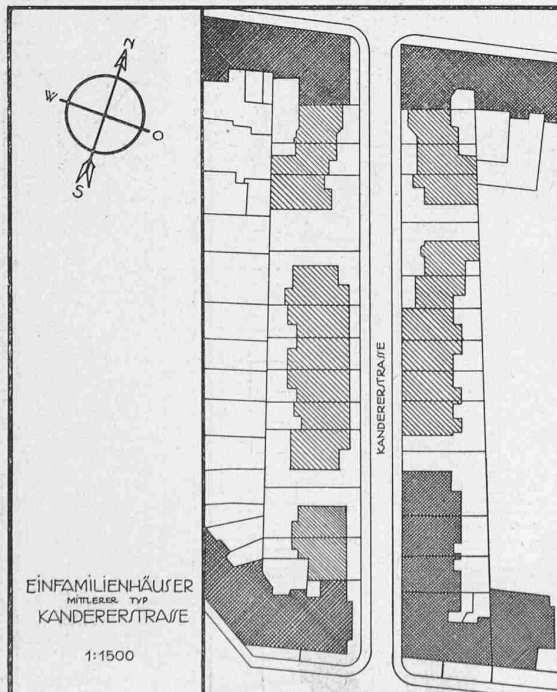 N
W
O
S
KANDERERSTRASSE
EINFAMILIENHÄUSER
MITTLERER TYP
KANDERERSTRASSE
1:1500